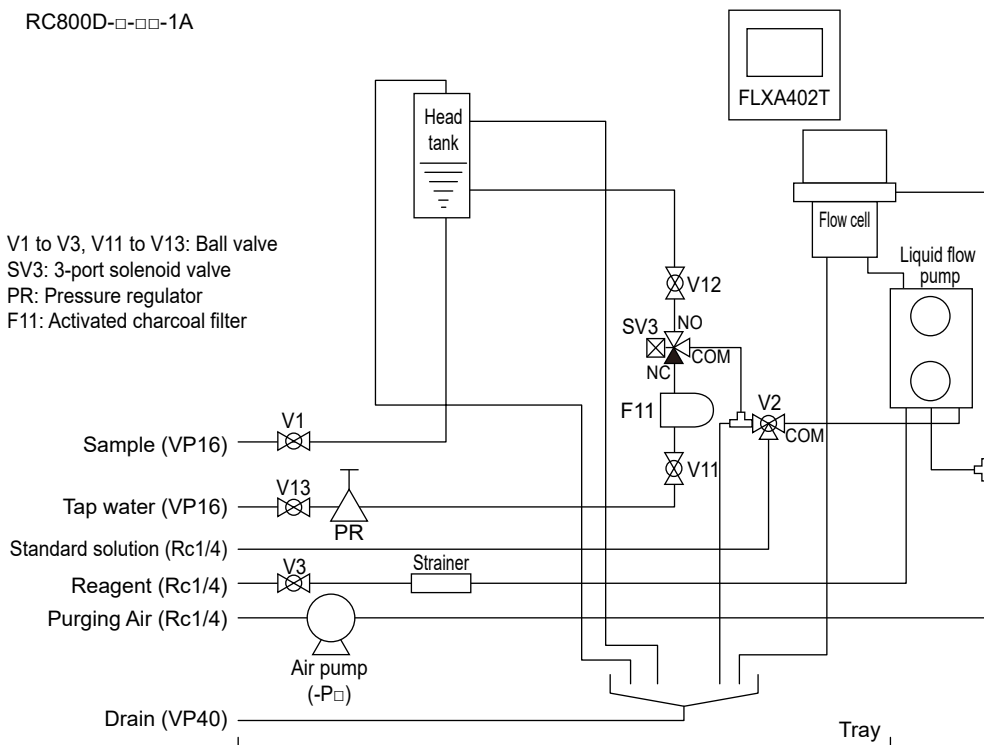 RC800D-□-□□-1A
FLXA402T
Head
tank
Flow cell
Liquid flow
pump
V1 to V3, V11 to V13: Ball valve
SV3: 3-port solenoid valve
PR: Pressure regulator
F11: Activated charcoal filter
V12
SV3
NO
COM
NC
F11
V2
COM
V1
Sample (VP16)
V11
V13
Tap water (VP16)
PR
Standard solution (Rc1/4)
V3
Strainer
Reagent (Rc1/4)
Purging Air (Rc1/4)
Air pump
(-P□)
Drain (VP40)
Tray